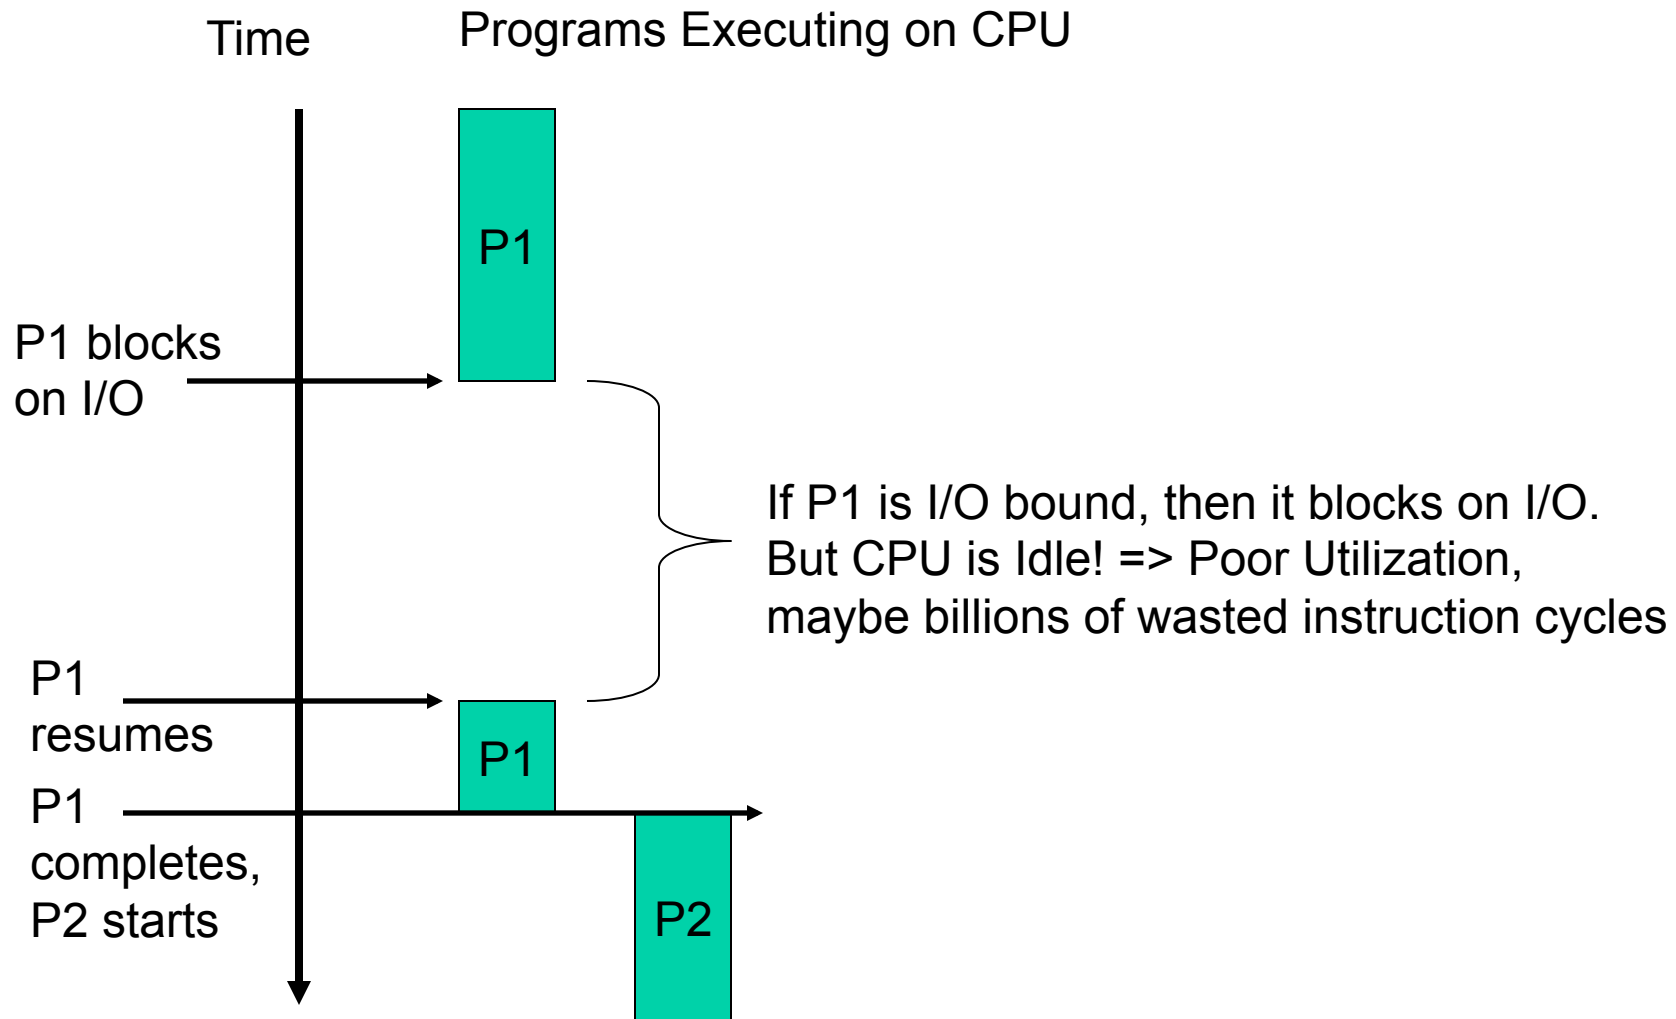 Time
Programs Executing on CPU
P1
P1 blocks
on I/O
If P1 is I/O bound, then it blocks on I/O.
But CPU is Idle! => Poor Utilization,
maybe billions of wasted instruction cycles
P1
resumes
P1
P1
completes,
P2 starts
P2